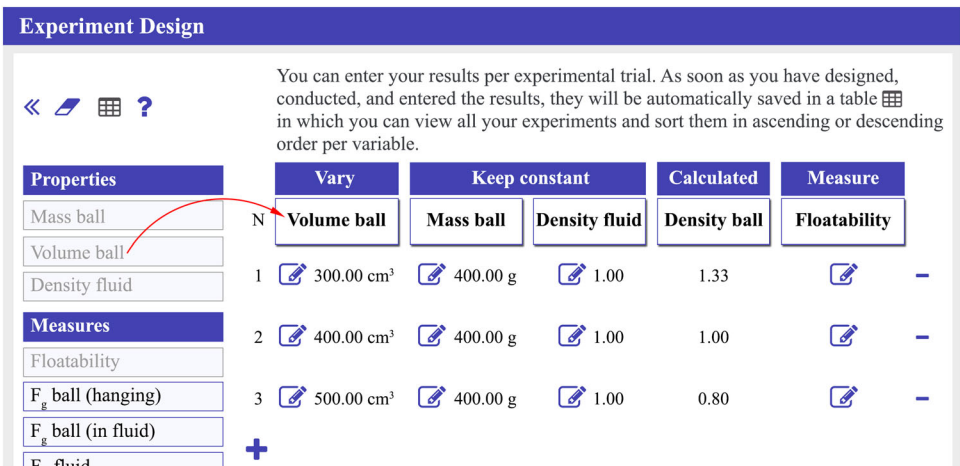 Experiment Design
You can enter your results per experimental trial. As soon as you have designed,
conducted, and entered the results, they will be automatically saved in a table
in which you can view all your experiments and sort them in ascending or descending
order per variable.
?
Properties
Mass ball
Volume ball
Density fluid
Measures
Floatability
Fg ball (hanging)
Fg ball (in fluid)
Vary Keep constant Calculated Measure
N Volume ball Mass ball Density fluid Density ball Floatability
1 300.00 cm³ 400.00 g 1.00 1.33
2 400.00 cm³ 400.00 g 1.00 1.00
3 500.00 cm³ 400.00 g 1.00 0.80